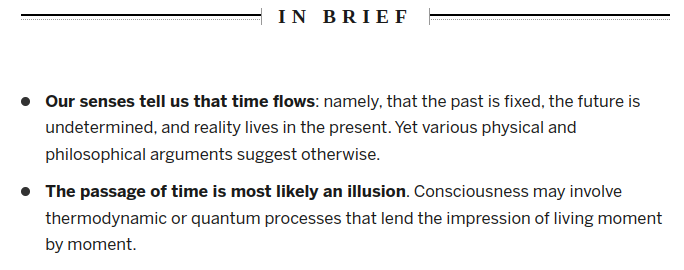 IN BRIEF
Our senses tell us that time flows: namely, that the past is fixed, the future is
undetermined, and reality lives in the present. Yet various physical and
philosophical arguments suggest otherwise.
The passage of time is most likely an illusion. Consciousness may involve
thermodynamic or quantum processes that lend the impression of living moment
by moment.